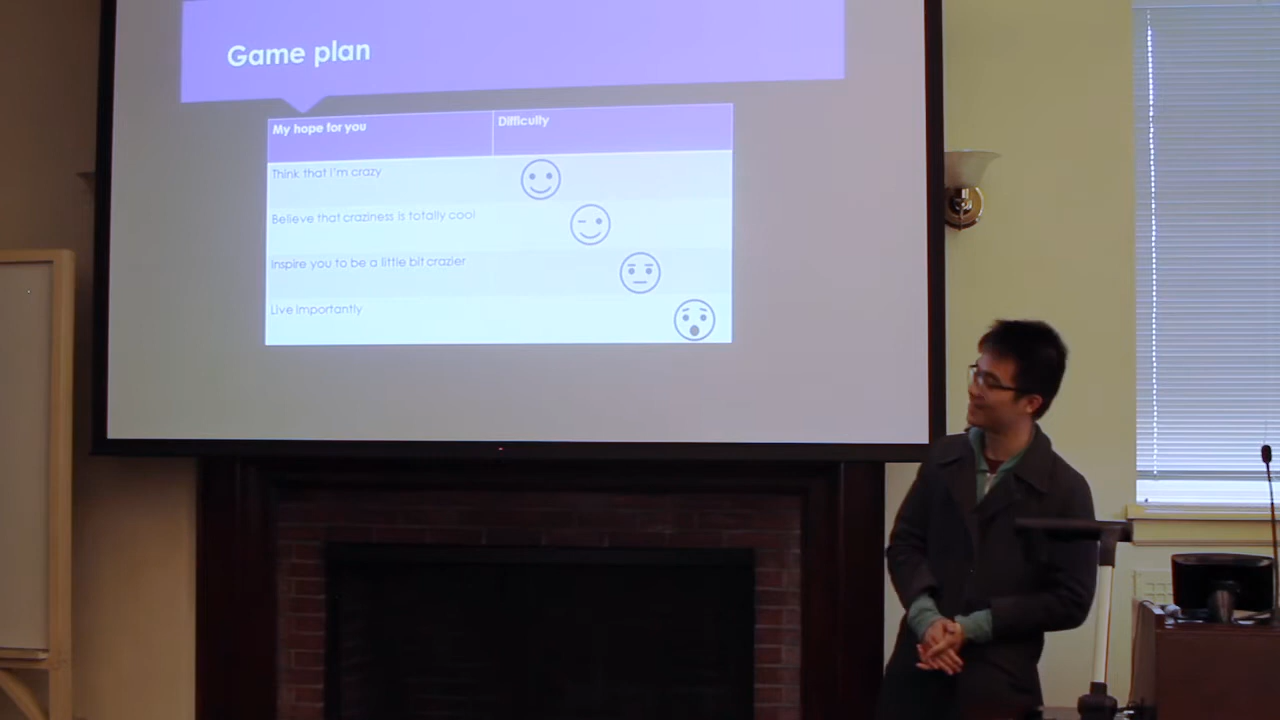 Game plan
My hope for you
Difficulty
Think that I'm crazy
Believe that craziness is totally cool
Inspire you to be a little bit crazier
Live importantly